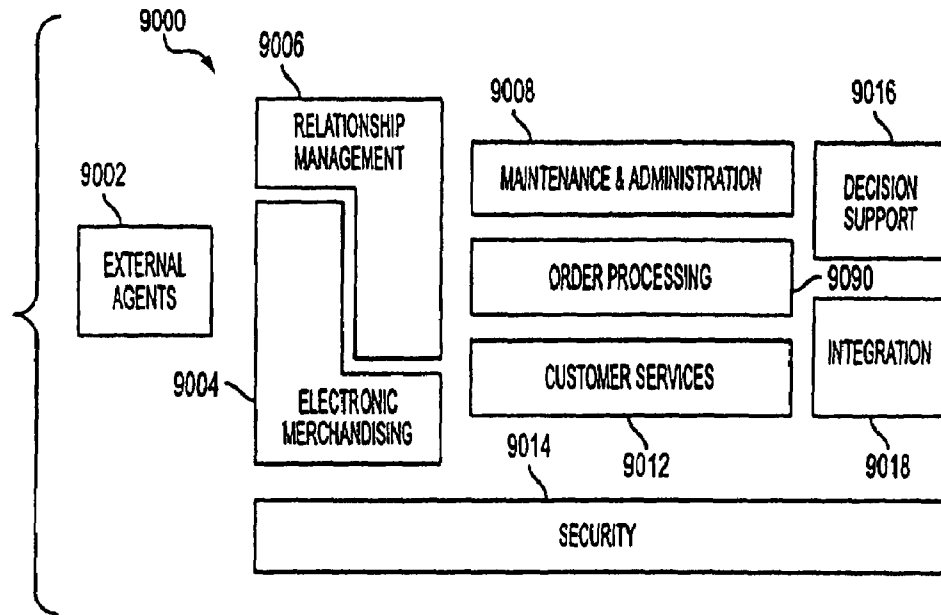 9000
9006
RELATIONSHIP
MANAGEMENT
9008
MAINTENANCE & ADMINISTRATION
9016
DECISION
SUPPORT
9002
EXTERNAL
AGENTS
ORDER PROCESSING
9090
INTEGRATION
9018
9004
ELECTRONIC
MERCHANDISING
CUSTOMER SERVICES
9012
9014
SECURITY